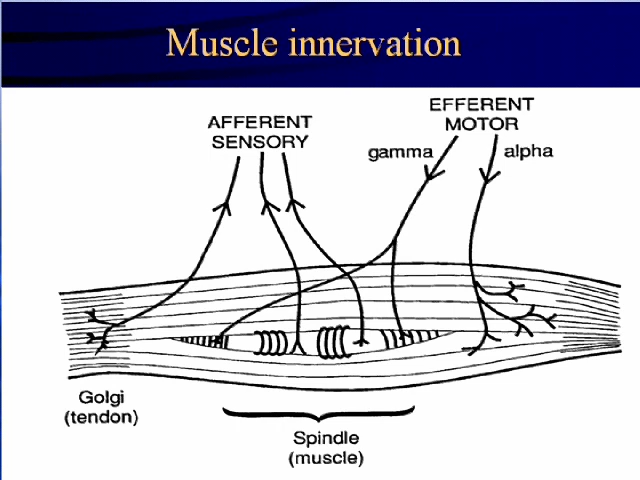 Muscle innervation
AFFERENT
SENSORY
EFFERENT
MOTOR
gamma
alpha
Golgi
(tendon)
Spindle
(muscle)